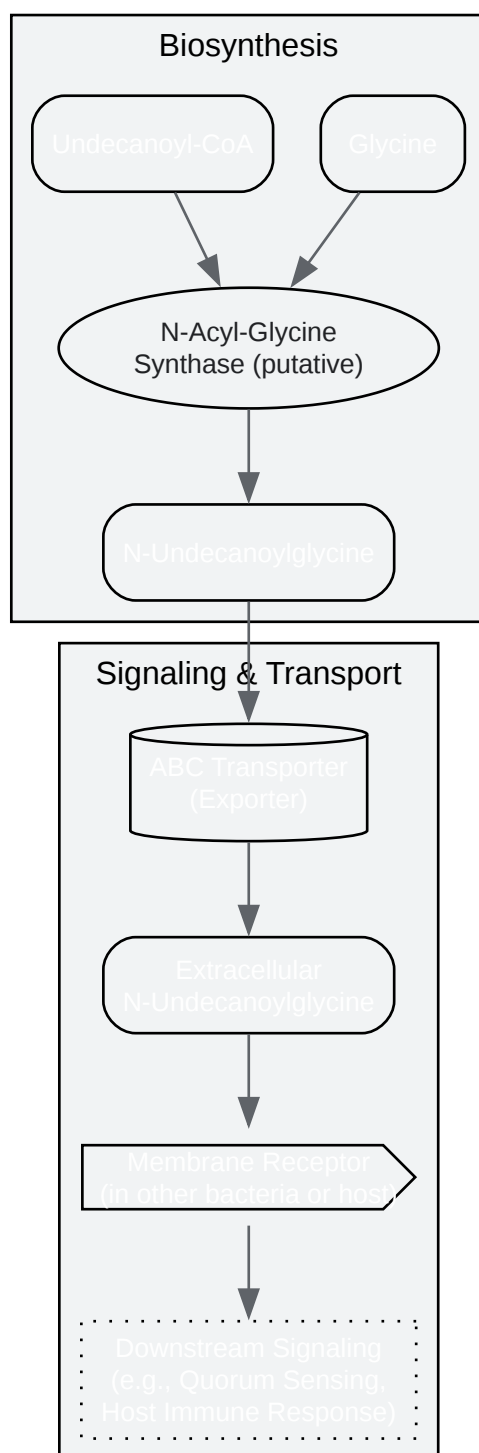 Biosynthesis
Undecanoyl-CoA
Glycine
N-Acyl-Glycine
Synthase (putative)
N-Undecanoylglycine
Signaling & Transport
ABC Transporter
(Exporter)
Extracellular
N-Undecanoylglycine
Membrane Receptor
(in other bacteria or host)
Downstream Signaling
(e.g., Quorum Sensing,
Host Immune Response)